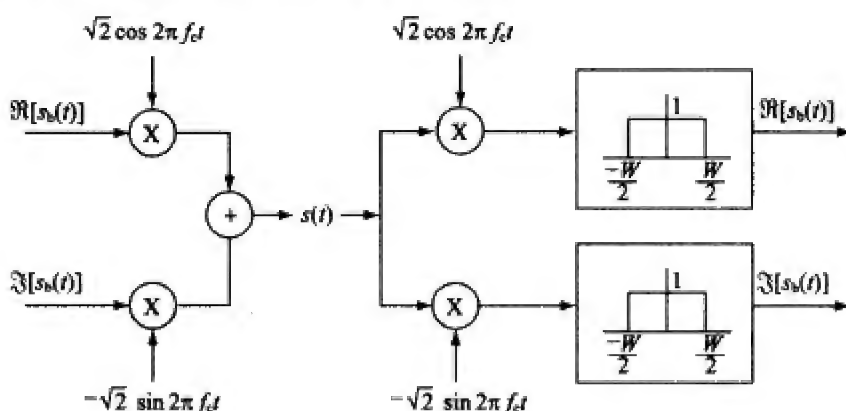 √2 cos 2π f_c t
√2 cos 2π f_c t
ℜ[s_b(t)]
X
X
1
-W/2
W/2
ℜ[s_b(t)]
+
s(t)
ℑ[s_b(t)]
X
X
1
-W/2
W/2
ℑ[s_b(t)]
-√2 sin 2π f_c t
-√2 sin 2π f_c t